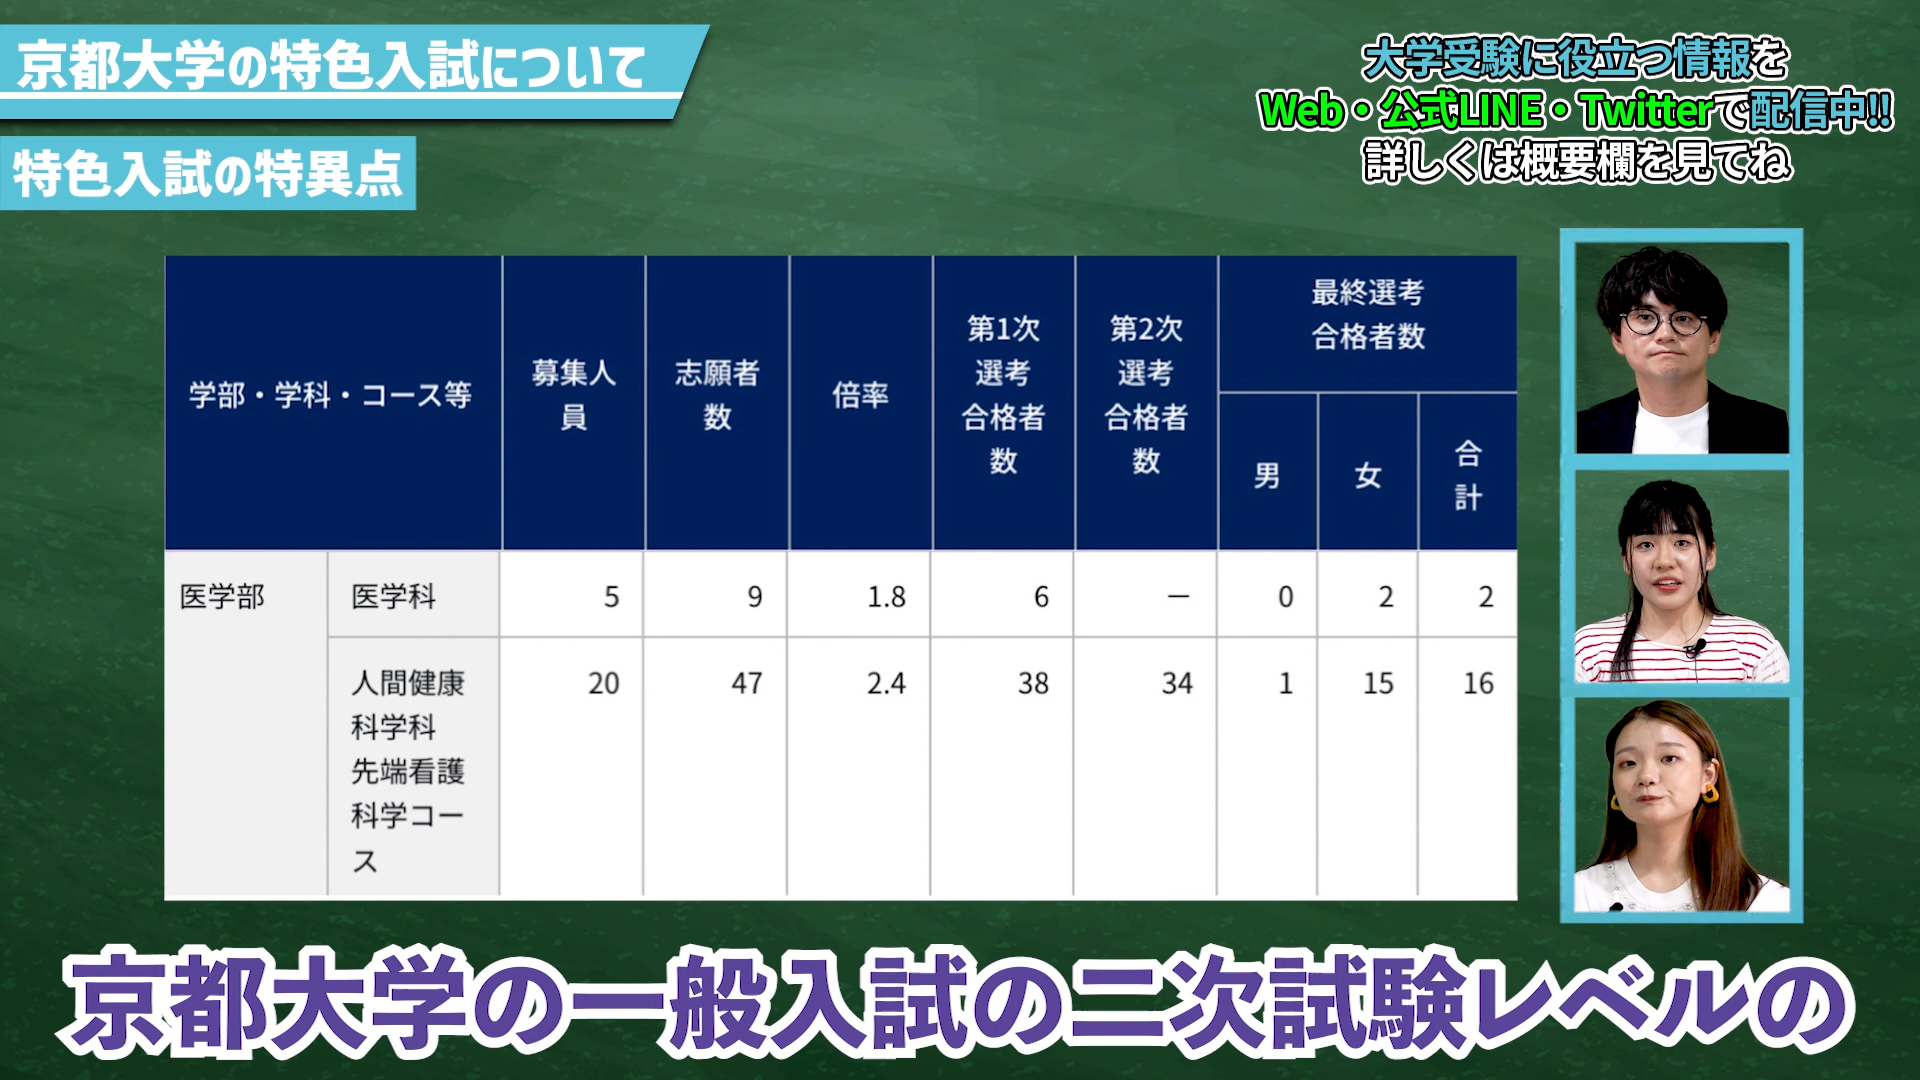 京都大学の特色入試について
特色入試の特異点
大学受験に役立つ情報を
Web・公式LINE・Twitterで配信中!!
詳しくは概要欄を見てね
学部・学科・コース等
募集人
員
志願者
数
倍率
第1次
選考
合格者
数
第2次
選考
合格者
数
最終選考
合格者数
男
女
合
計
医学部
医学科
5
9
1.8
6
－
0
2
2
人間健康
科学科
先端看護
科学コー
ス
20
47
2.4
38
34
1
15
16
京都大学の一般入試の二次試験レベルの